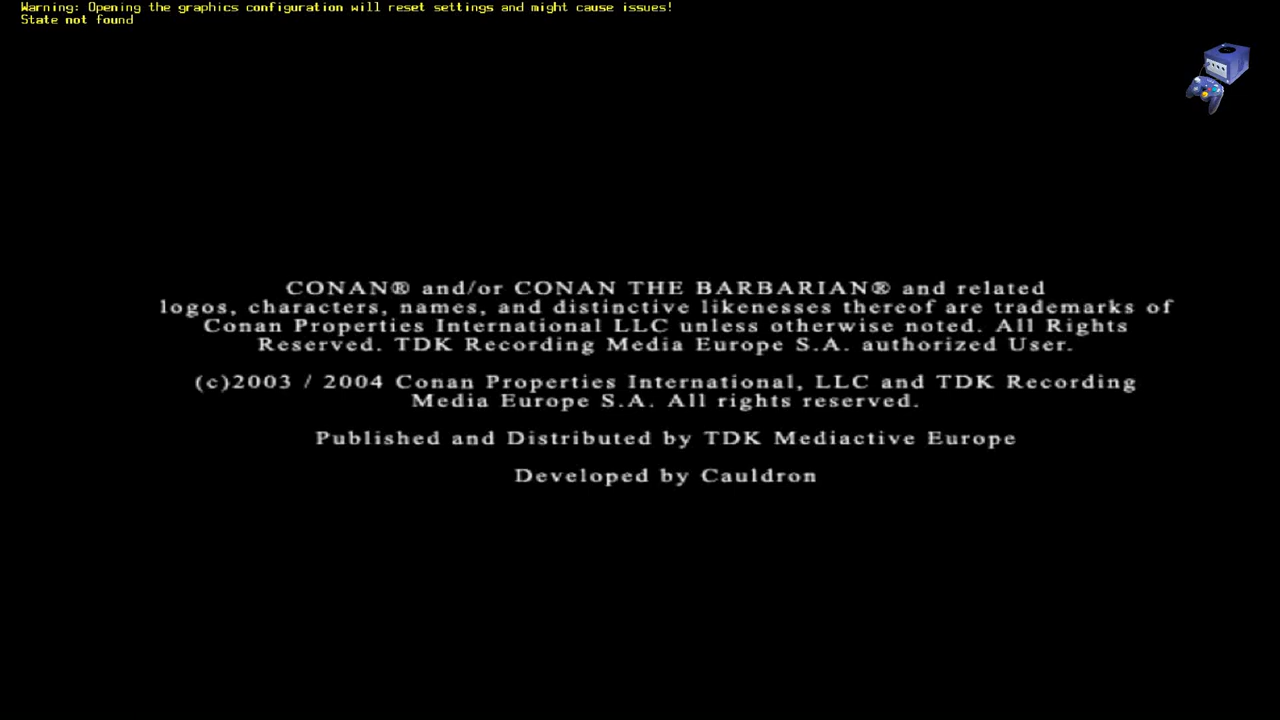 Warning: Opening the graphics configuration will reset settings and might cause issues!
State not found
CONAN® and/or CONAN THE BARBARIAN® and related
logos, characters, names, and distinctive likenesses thereof are trademarks of
Conan Properties International LLC unless otherwise noted. All Rights
Reserved. TDK Recording Media Europe S.A. authorized User.
(c)2003 / 2004 Conan Properties International, LLC and TDK Recording
Media Europe S.A. All rights reserved.
Published and Distributed by TDK Mediactive Europe
Developed by Cauldron